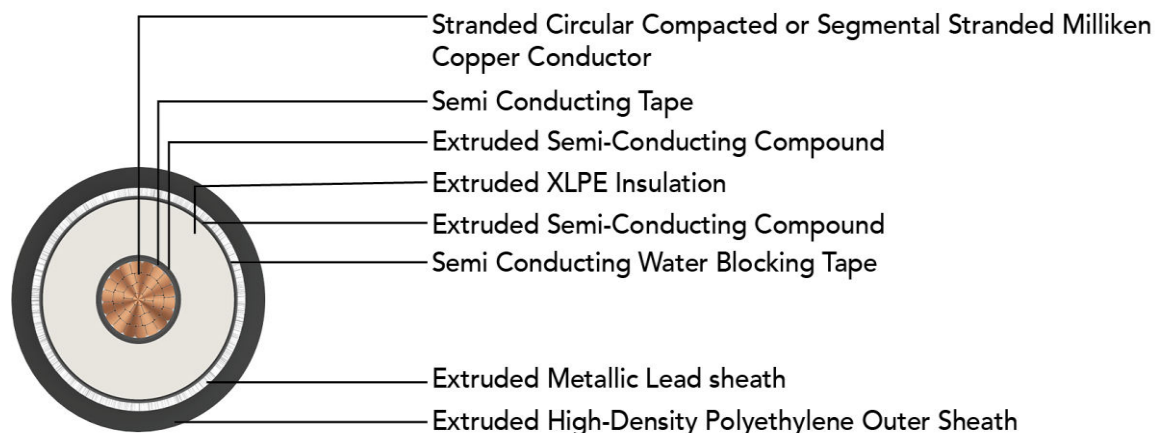 Stranded Circular Compacted or Segmental Stranded Milliken
Copper Conductor
Semi Conducting Tape
Extruded Semi-Conducting Compound
Extruded XLPE Insulation
Extruded Semi-Conducting Compound
Semi Conducting Water Blocking Tape
Extruded Metallic Lead sheath
Extruded High-Density Polyethylene Outer Sheath